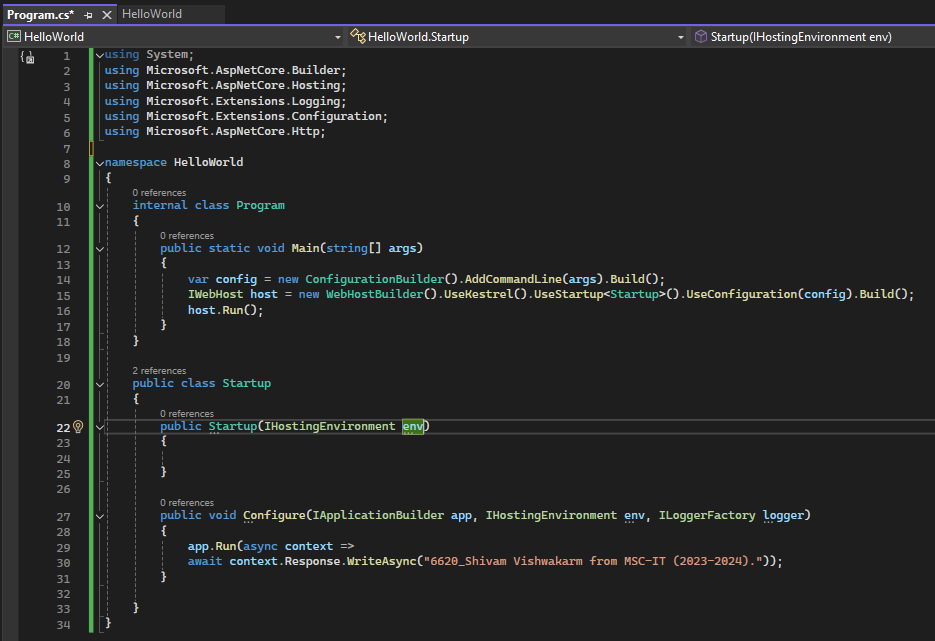 Program.cs*
HelloWorld
C# HelloWorld
HelloWorld.Startup
Startup(IHostingEnvironment env)
1 using System;
2 using Microsoft.AspNetCore.Builder;
3 using Microsoft.AspNetCore.Hosting;
4 using Microsoft.Extensions.Logging;
5 using Microsoft.Extensions.Configuration;
6 using Microsoft.AspNetCore.Http;
7
8 namespace HelloWorld
9 {
0 references
10 internal class Program
11 {
0 references
12 public static void Main(string[] args)
13 {
14 var config = new ConfigurationBuilder().AddCommandLine(args).Build();
15 IWebHost host = new WebHostBuilder().UseKestrel().UseStartup<Startup>().UseConfiguration(config).Build();
16 host.Run();
17 }
18 }
19
2 references
20 public class Startup
21 {
0 references
22 public Startup(IHostingEnvironment env)
23 {
24
25 }
26
0 references
27 public void Configure(IApplicationBuilder app, IHostingEnvironment env, ILoggerFactory logger)
28 {
29 app.Run(async context =>
30 await context.Response.WriteAsync("6620_Shivam Vishwakarm from MSC-IT (2023-2024)."));
31 }
32
33 }
34 }